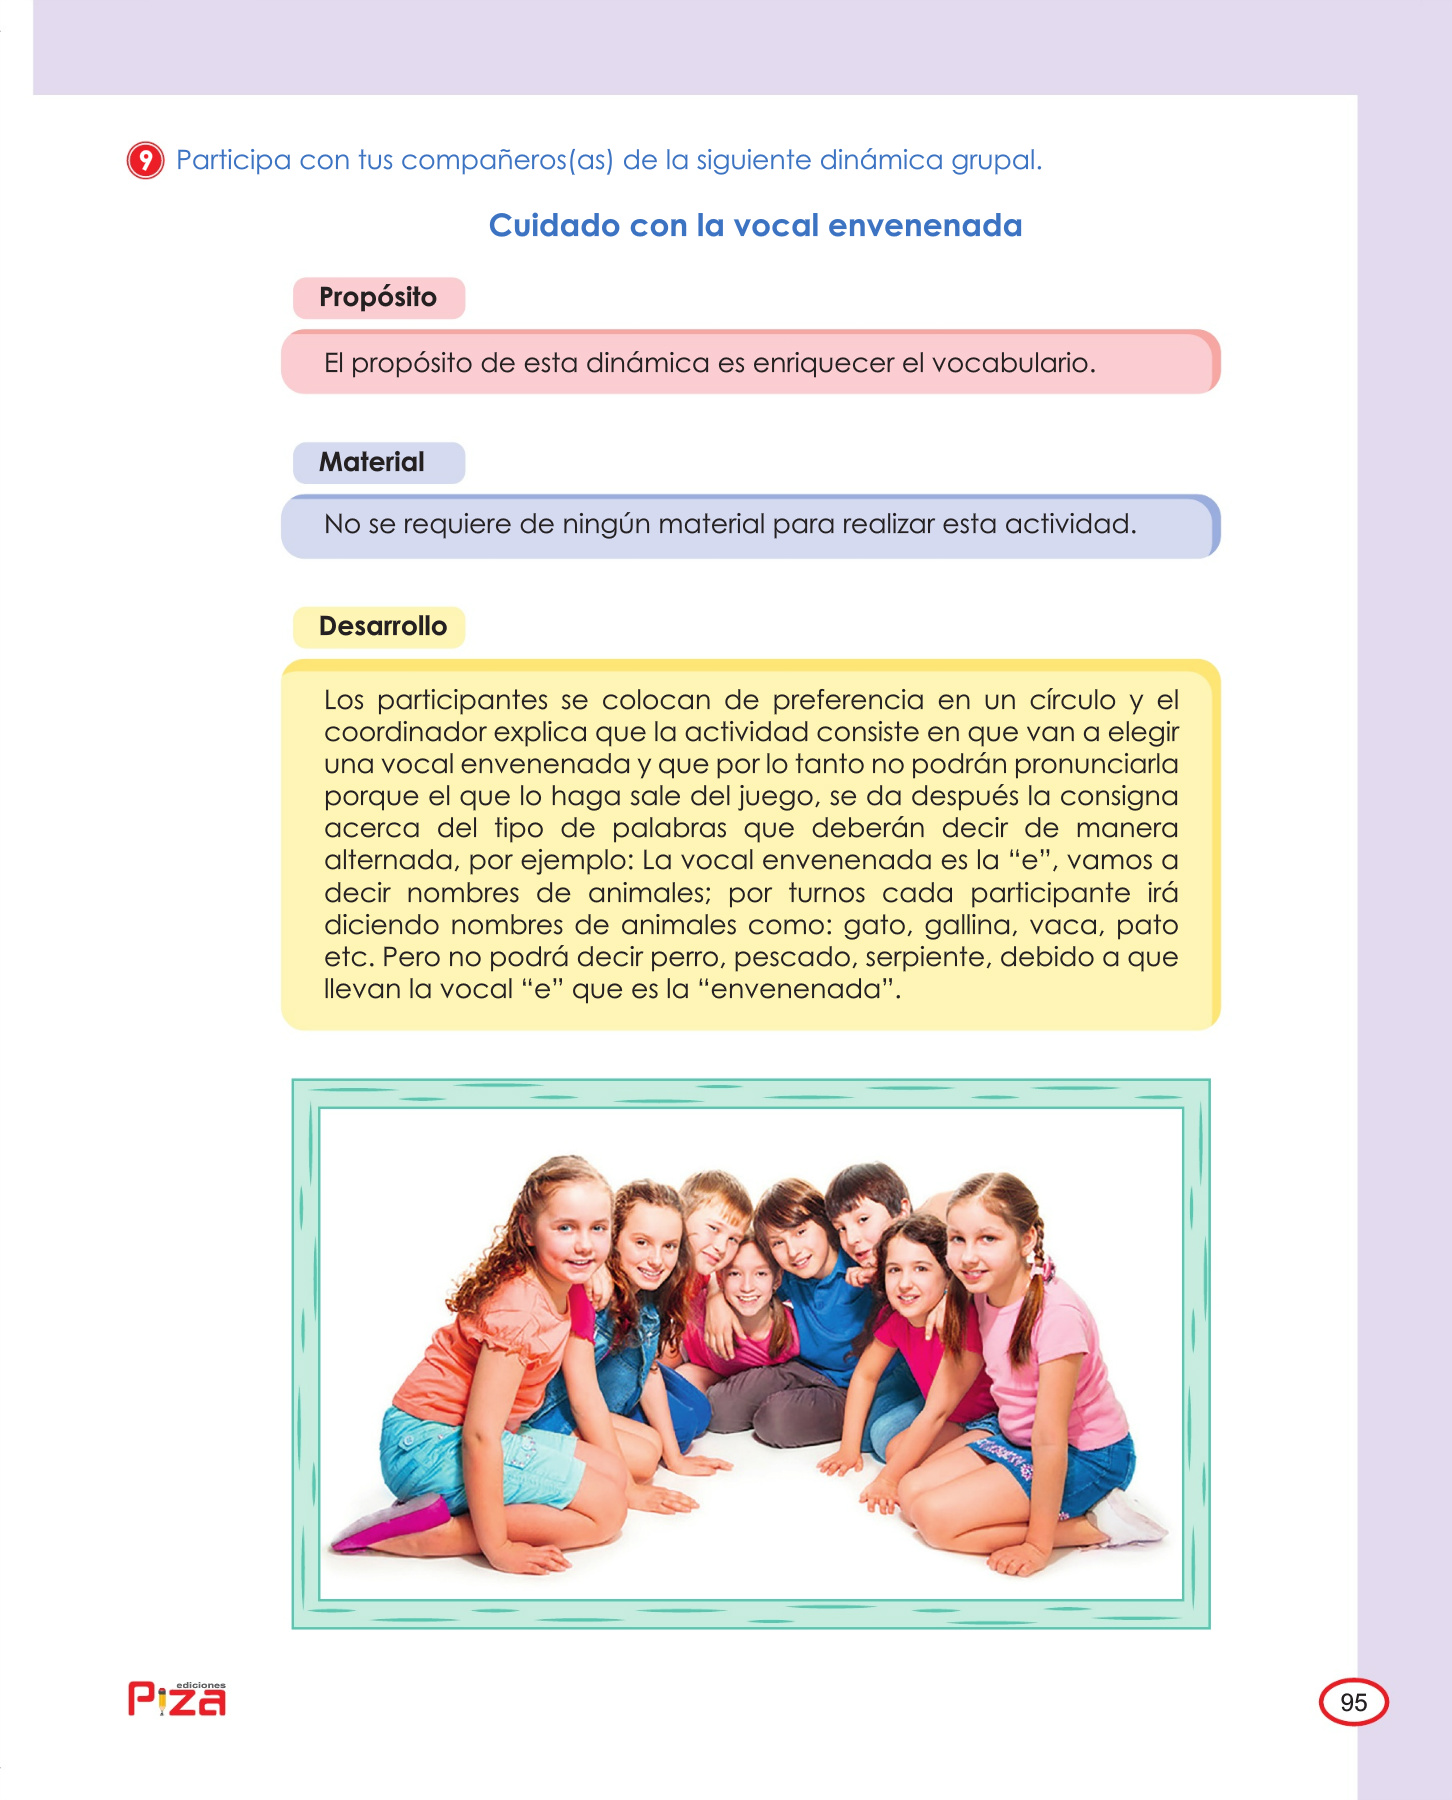 9 Participa con tus compañeros(as) de la siguiente dinámica grupal.
Cuidado con la vocal envenenada
Propósito
El propósito de esta dinámica es enriquecer el vocabulario.
Material
No se requiere de ningún material para realizar esta actividad.
Desarrollo
Los participantes se colocan de preferencia en un círculo y el
coordinador explica que la actividad consiste en que van a elegir
una vocal envenenada y que por lo tanto no podrán pronunciarla
porque el que lo haga sale del juego, se da después la consigna
acerca del tipo de palabras que deberán decir de manera
alternada, por ejemplo: La vocal envenenada es la “e”, vamos a
decir nombres de animales; por turnos cada participante irá
diciendo nombres de animales como: gato, gallina, vaca, pato
etc. Pero no podrá decir perro, pescado, serpiente, debido a que
llevan la vocal “e” que es la “envenenada”.
ediciones
Piza
95